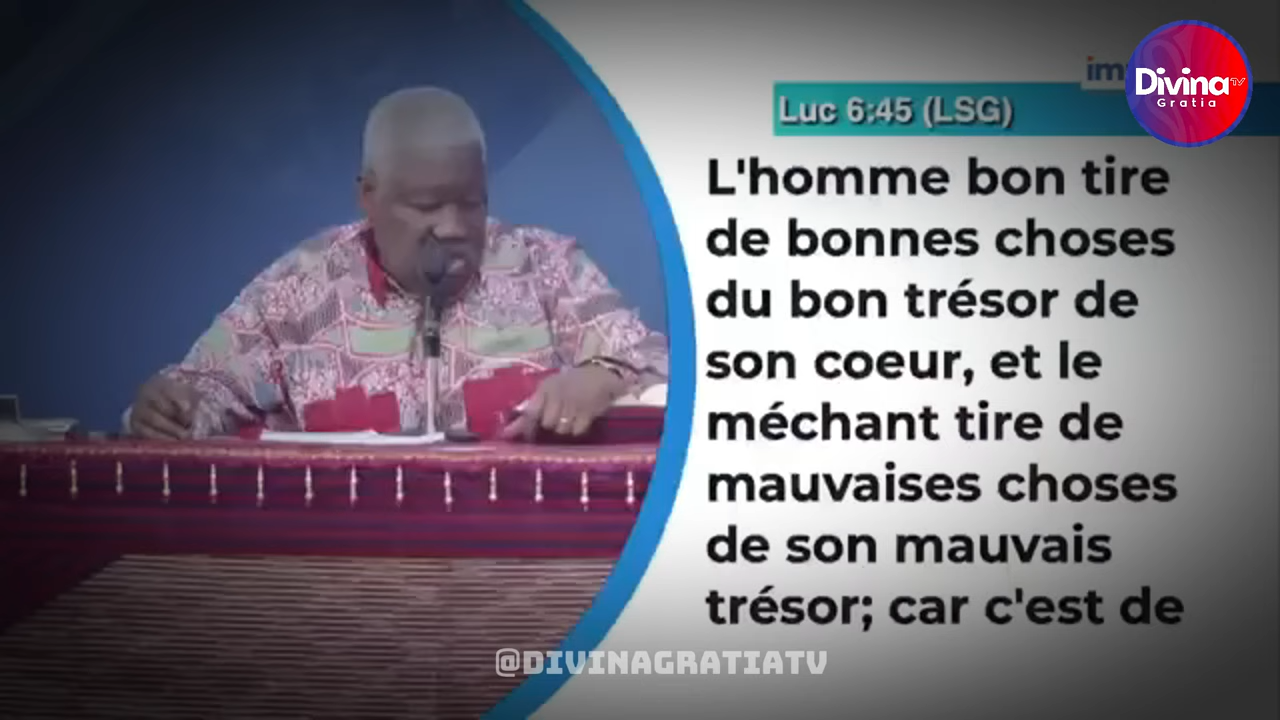 Divina TV
Gratia
Luc 6:45 (LSG)
L'homme bon tire
de bonnes choses
du bon trésor de
son coeur, et le
méchant tire de
mauvaises choses
de son mauvais
trésor; car c'est de
@DIVINAGRATIATV